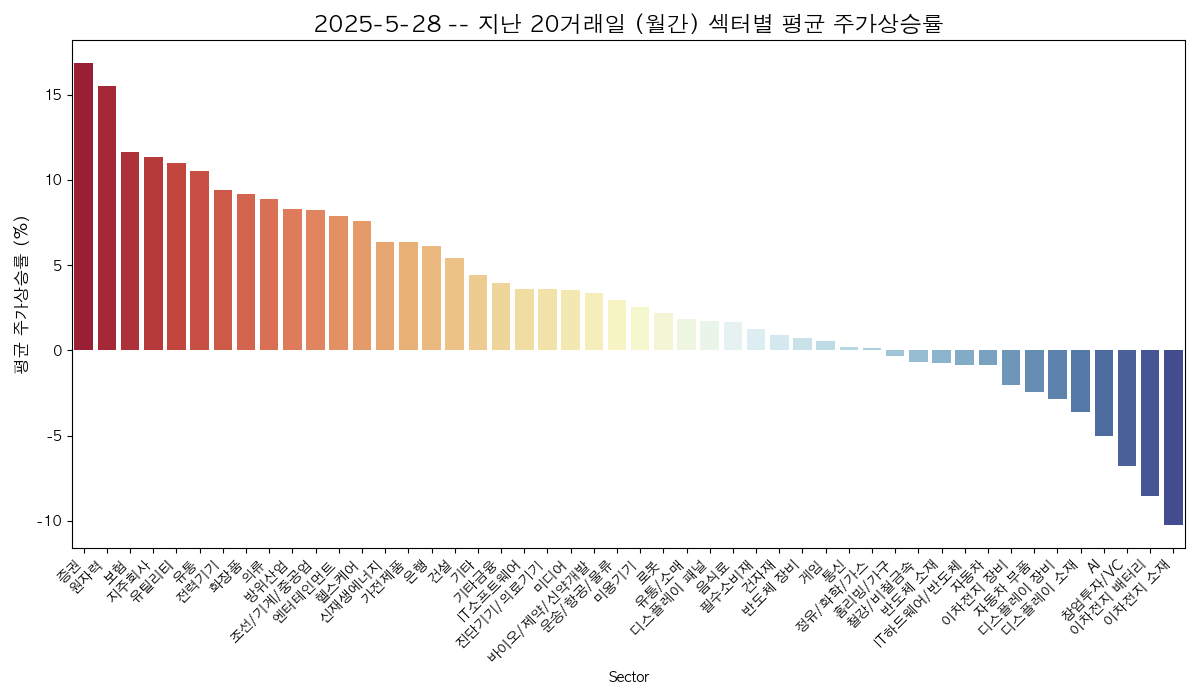 2025-5-28 -- 지난 20거래일 (월간) 섹터별 평균 주가상승률
평균 주가상승률 (%)
15
10
5
0
-5
-10
증권
원자력
보험
지주회사
유틸리티
유통
전력기기
화장품
의류
방위산업
조선/기계/중공업
엔터테인먼트
헬스케어
신재생에너지
가전제품
은행
건설
기타
기타금융
IT소프트웨어
진단기기/의료기기
미디어
바이오/제약/신약개발
운송/항공/물류
미용기기
로봇
유통/소매
디스플레이 패널
음식료
필수소비재
건자재
반도체 장비
게임
통신
정유/화학/가스
홈리빙/가구
철강/비철금속
반도체 소재
IT하드웨어/반도체
자동차
이차전지 장비
자동차 부품
디스플레이 장비
디스플레이 소재
AI
창업투자/VC
이차전지 배터리
이차전지 소재
Sector